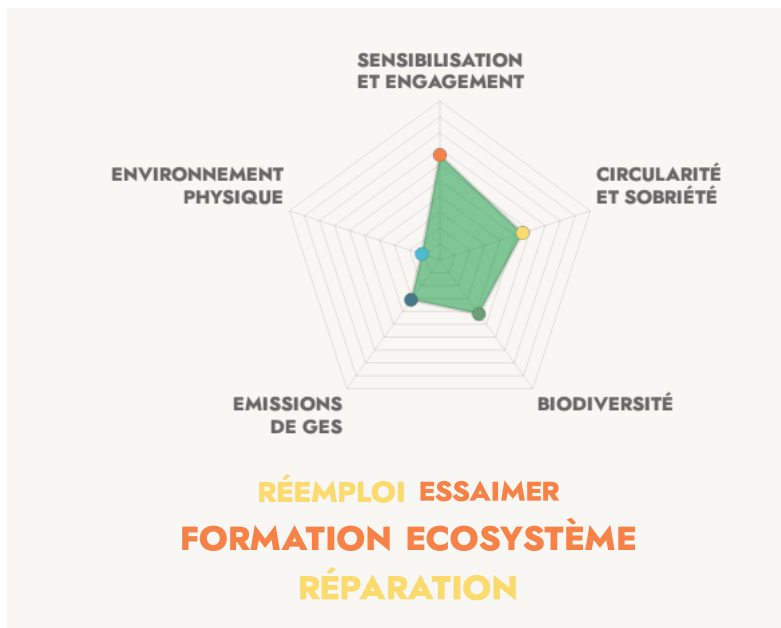 SENSIBILISATION
ET ENGAGEMENT
ENVIRONNEMENT
PHYSIQUE
CIRCULARITÉ
ET SOBRIÉTÉ
EMISSIONS
DE GES
BIODIVERSITÉ
RÉEMPLOI ESSAIMER
FORMATION ECOSYSTÈME
RÉPARATION